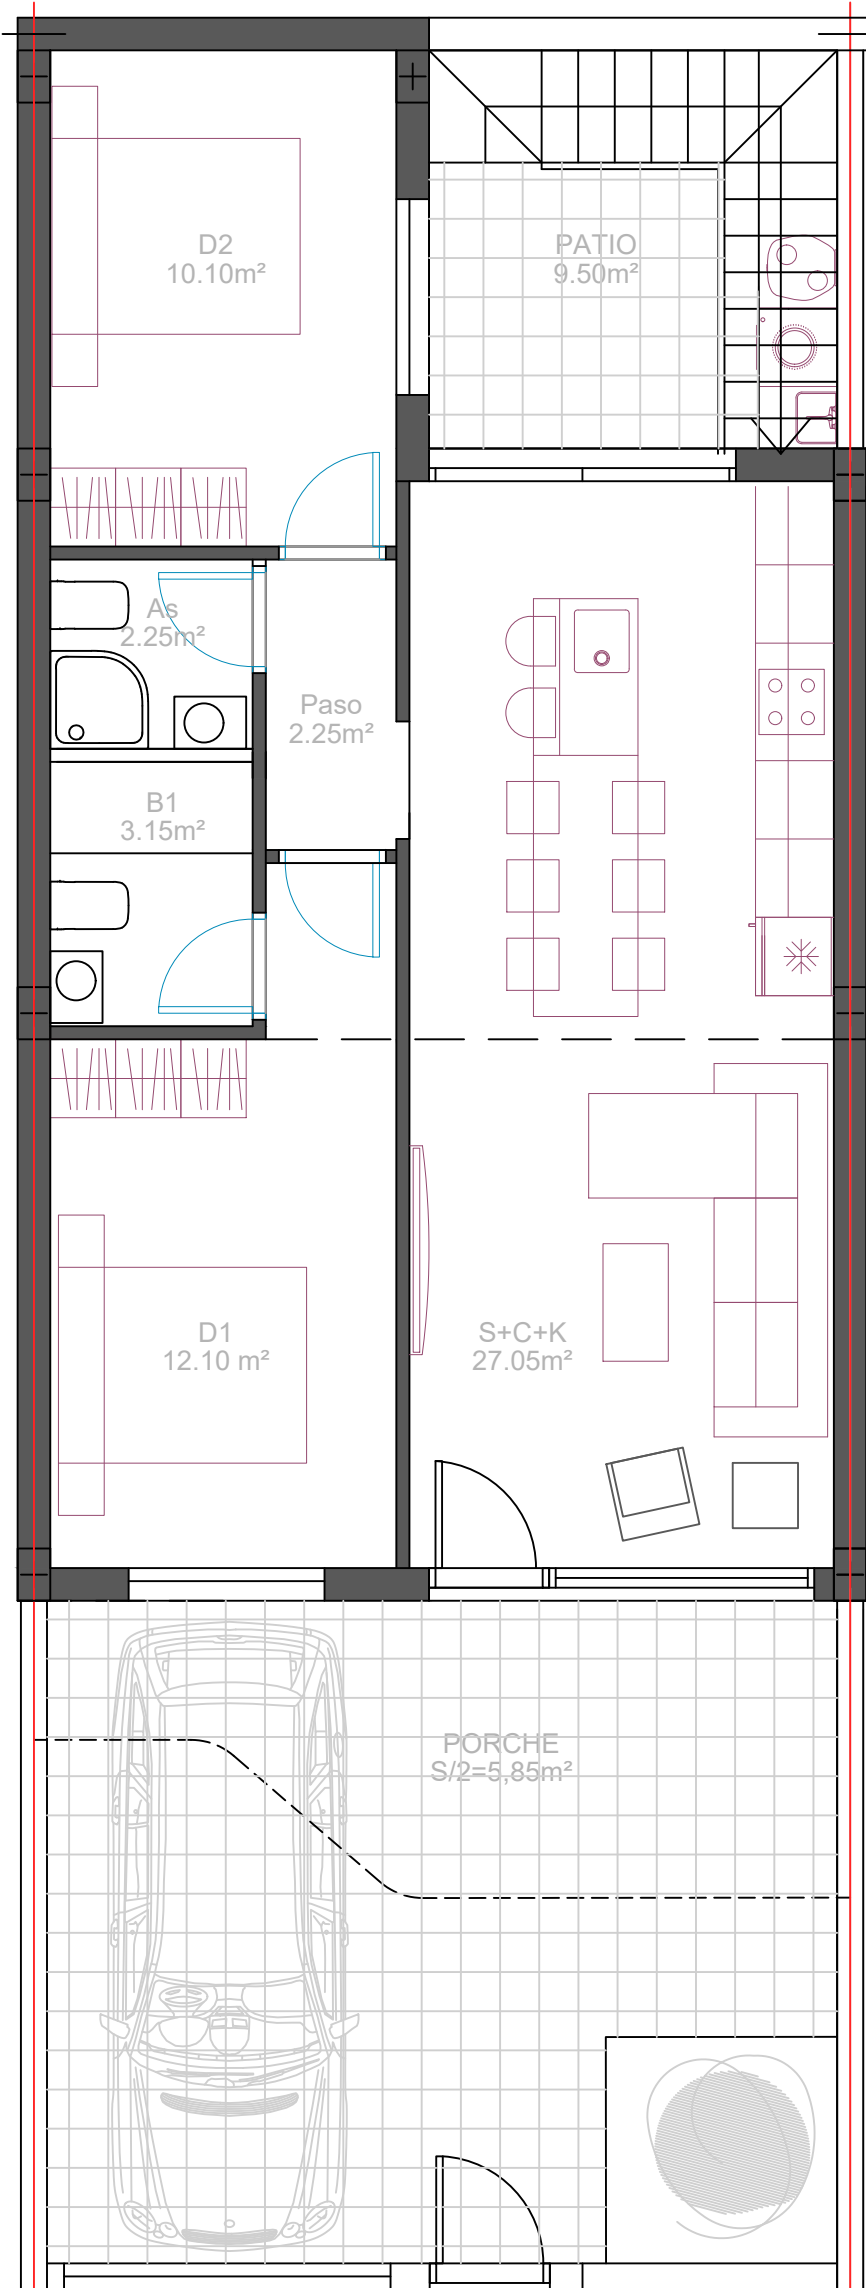 D2
10.10m²
PATIO
9.50m²
As
2.25m²
Paso
2.25m²
B1
3.15m²
D1
12.10 m²
S+C+K
27.05m²
PORCHE
S/2=5,85m²